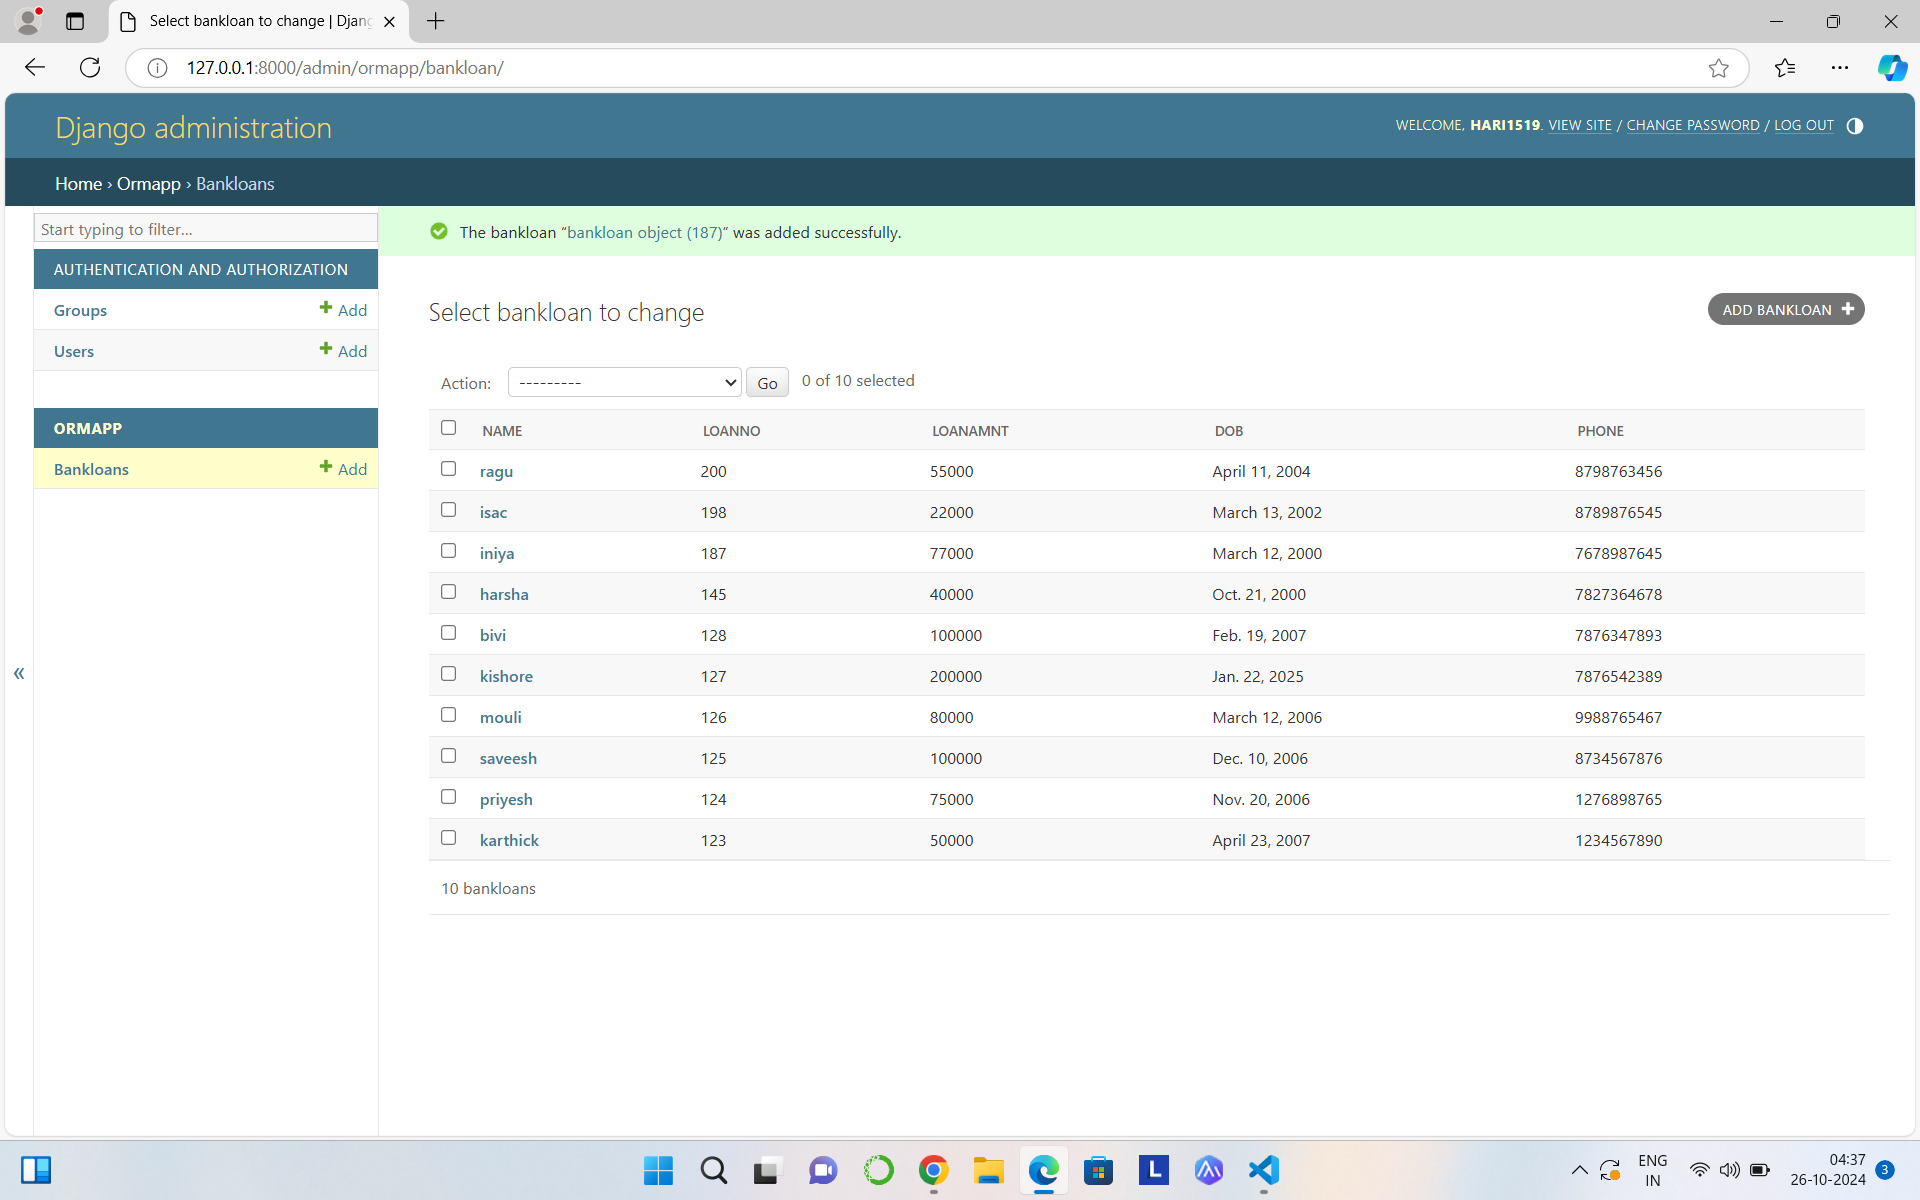 Select bankloan to change | Djang
127.0.0.1:8000/admin/ormapp/bankloan/
Django administration
WELCOME, HARI1519. VIEW SITE / CHANGE PASSWORD / LOG OUT
Home › Ormapp › Bankloans
Start typing to filter...
The bankloan “bankloan object (187)” was added successfully.
AUTHENTICATION AND AUTHORIZATION
Groups Add
Users Add
ORMAPP
Bankloans Add
«
Select bankloan to change
ADD BANKLOAN
Action: --------- Go 0 of 10 selected
NAME LOANNO LOANAMNT DOB PHONE
ragu 200 55000 April 11, 2004 8798763456
isac 198 22000 March 13, 2002 8789876545
iniya 187 77000 March 12, 2000 7678987645
harsha 145 40000 Oct. 21, 2000 7827364678
bivi 128 100000 Feb. 19, 2007 7876347893
kishore 127 200000 Jan. 22, 2025 7876542389
mouli 126 80000 March 12, 2006 9988765467
saveesh 125 100000 Dec. 10, 2006 8734567876
priyesh 124 75000 Nov. 20, 2006 1276898765
karthick 123 50000 April 23, 2007 1234567890
10 bankloans
L
ENG
IN
04:37
26-10-2024
3